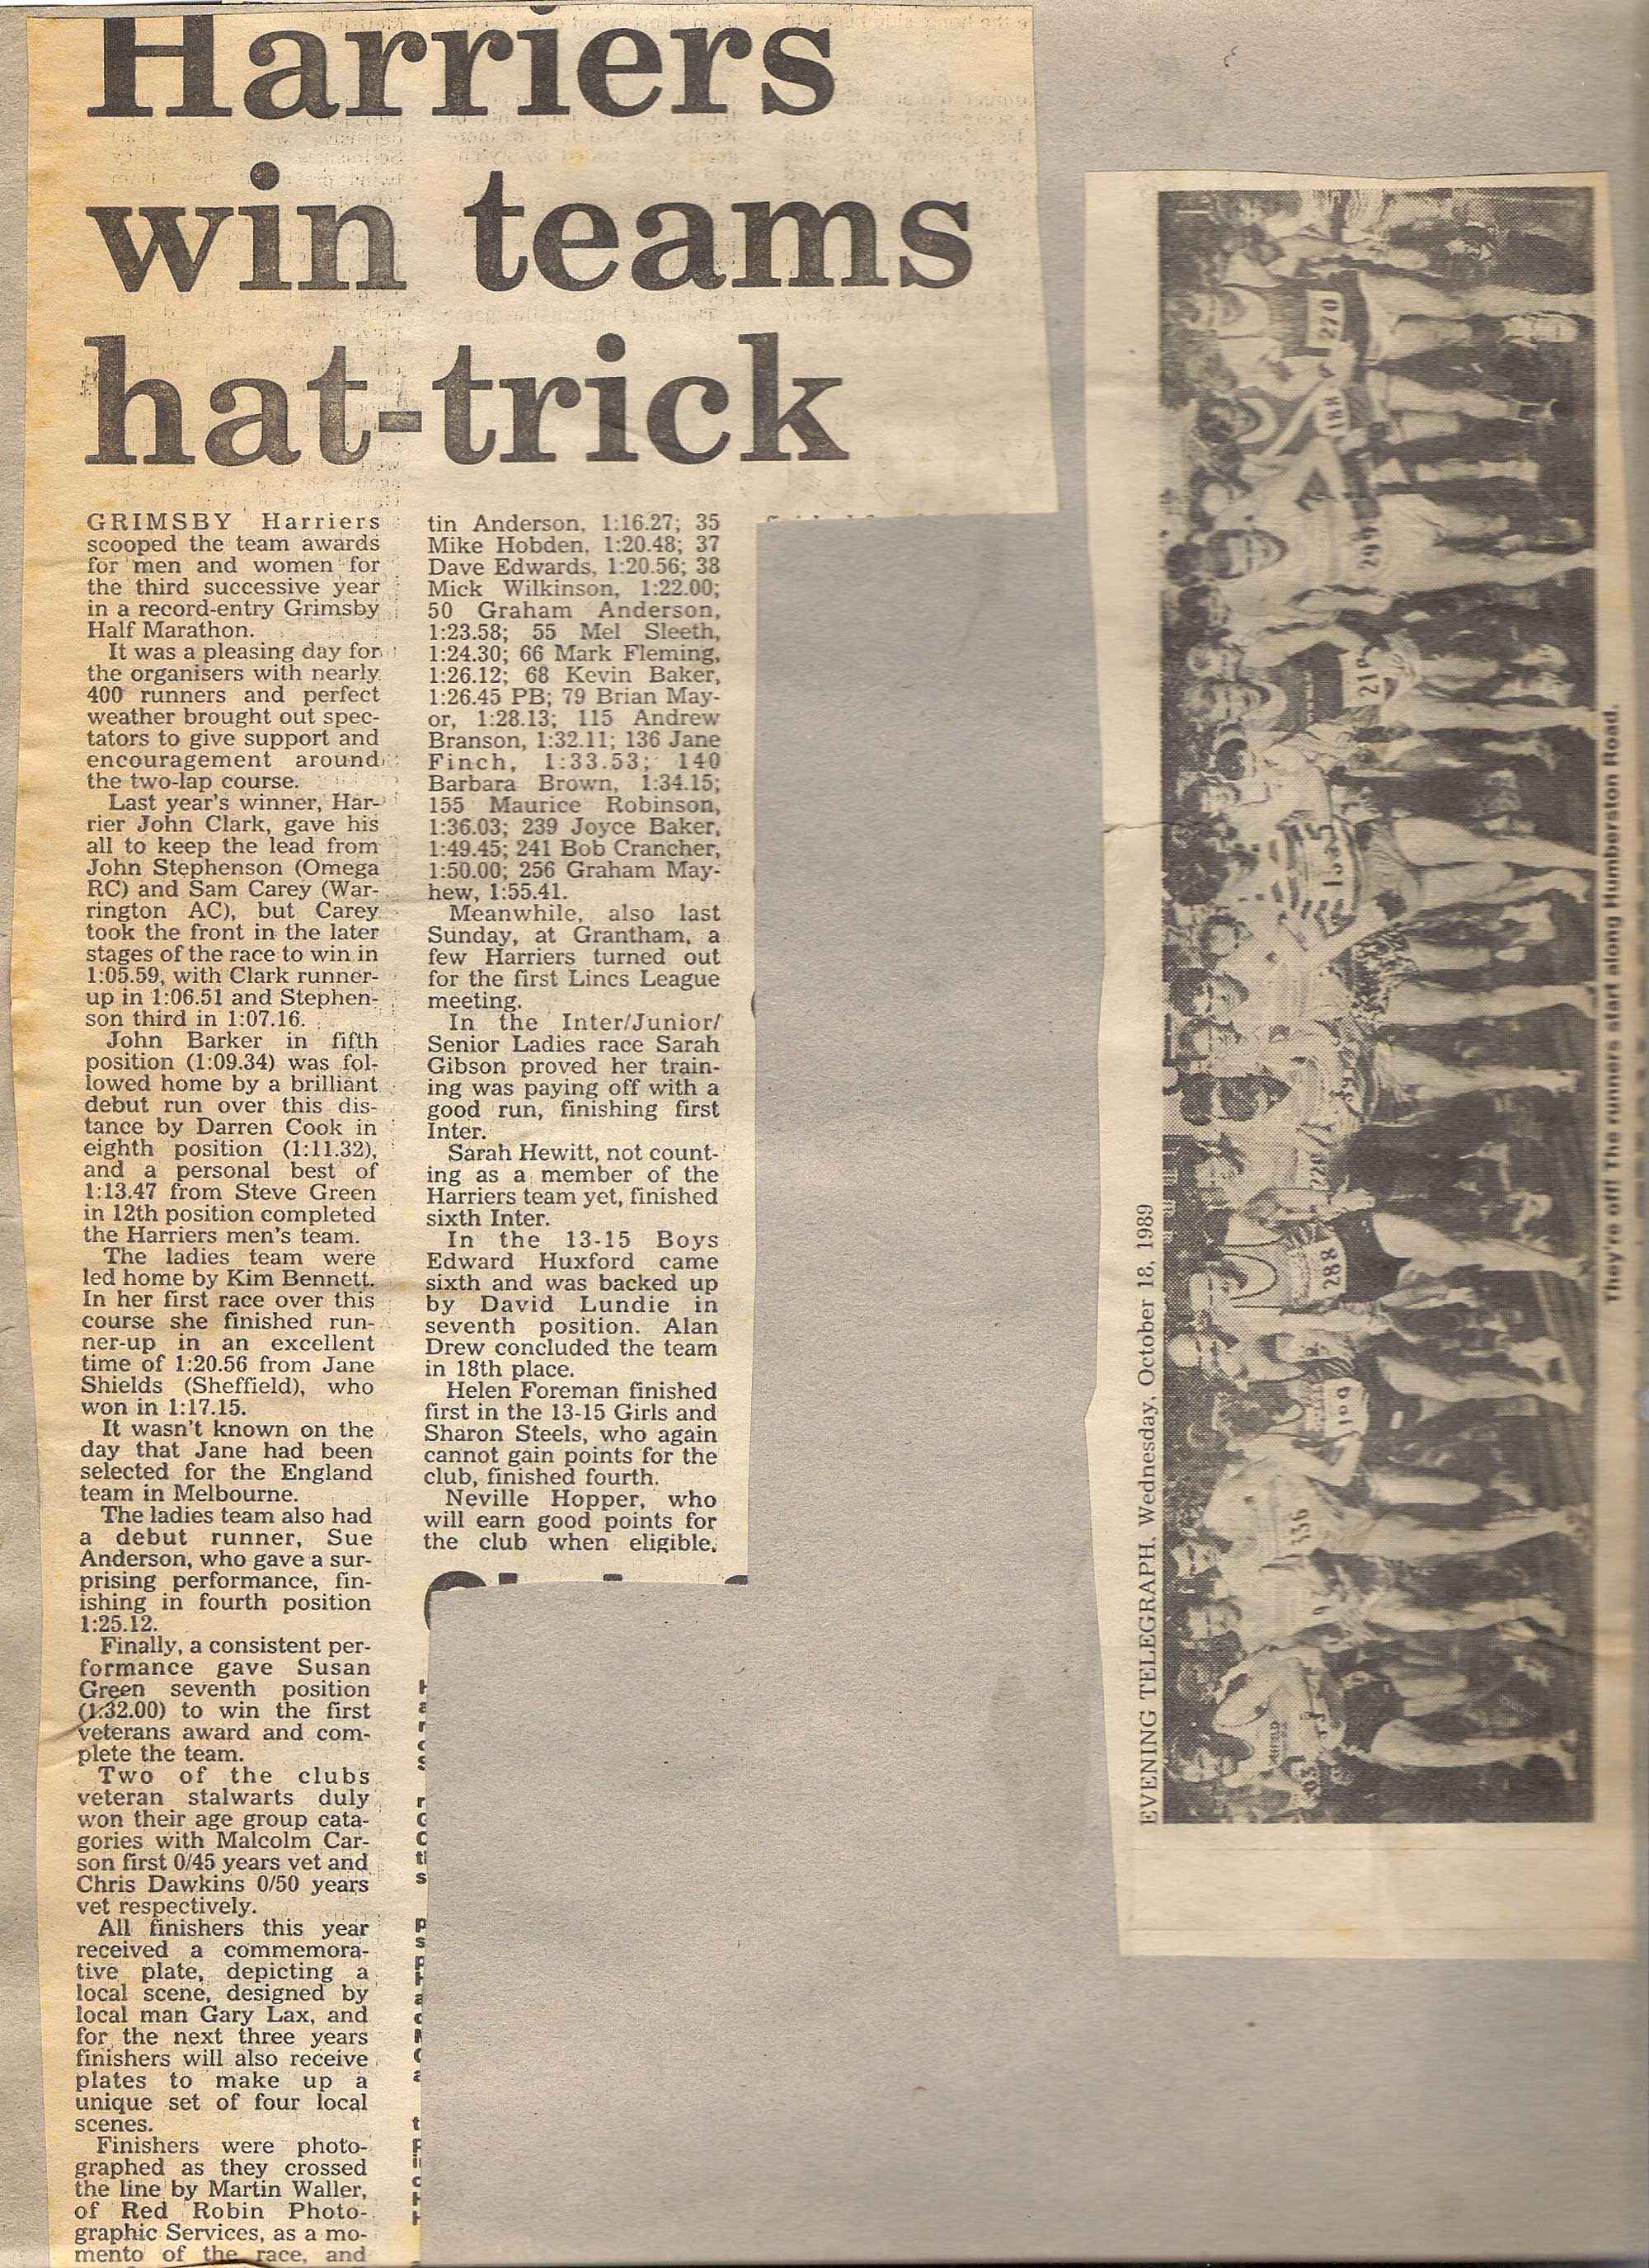 Harriers
win teams
hat-trick
GRIMSBY Harriers
scooped the team awards
for men and women for
the third successive year
in a record-entry Grimsby
Half Marathon.
It was a pleasing day for
the organisers with nearly
400 runners and perfect
weather brought out spec-
tators to give support and
encouragement around
the two-lap course.
Last year's winner, Har-
rier John Clark, gave his
all to keep the lead from
John Stephenson (Omega
RC) and Sam Carey (War-
rington AC), but Carey
took the front in the later
stages of the race to win in
1:05.59, with Clark runner-
up in 1:06.51 and Stephen-
son third in 1:07.16.
John Barker in fifth
position (1:09.34) was fol-
lowed home by a brilliant
debut run over this dis-
tance by Darren Cook in
eighth position (1:11.32),
and a personal best of
1:13.47 from Steve Green
in 12th position completed
the Harriers men's team.
The ladies team were
led home by Kim Bennett.
In her first race over this
course she finished run-
ner-up in an excellent
time of 1:20.56 from Jane
Shields (Sheffield), who
won in 1:17.15.
It wasn't known on the
day that Jane had been
selected for the England
team in Melbourne.
The ladies team also had
a debut runner, Sue
Anderson, who gave a sur-
prising performance, fin-
ishing in fourth position
1:25.12.
Finally, a consistent per-
formance gave Susan
Green seventh position
(1:32.00) to win the first
veterans award and com-
plete the team.
Two of the clubs
veteran stalwarts duly
won their age group cata-
gories with Malcolm Car-
son first 0/45 years vet and
Chris Dawkins 0/50 years
vet respectively.
All finishers this year
received a commemora-
tive plate, depicting a
local scene, designed by
local man Gary Lax, and
for the next three years
finishers will also receive
plates to make up a
unique set of four local
scenes.
Finishers were photo-
graphed as they crossed
the line by Martin Waller,
of Red Robin Photo-
graphic Services, as a mo-
mento of the race, and
tin Anderson, 1:16.27; 35
Mike Hobden, 1:20.48; 37
Dave Edwards, 1:20.56; 38
Mick Wilkinson, 1:22.00;
50 Graham Anderson,
1:23.58; 55 Mel Sleeth,
1:24.30; 66 Mark Fleming,
1:26.12; 68 Kevin Baker,
1:26.45 PB; 79 Brian May-
or, 1:28.13; 115 Andrew
Branson, 1:32.11; 136 Jane
Finch, 1:33.53; 140
Barbara Brown, 1:34.15;
155 Maurice Robinson,
1:36.03; 239 Joyce Baker,
1:49.45; 241 Bob Crancher,
1:50.00; 256 Graham May-
hew, 1:55.41.
Meanwhile, also last
Sunday, at Grantham, a
few Harriers turned out
for the first Lincs League
meeting.
In the Inter/Junior/
Senior Ladies race Sarah
Gibson proved her train-
ing was paying off with a
good run, finishing first
Inter.
Sarah Hewitt, not count-
ing as a member of the
Harriers team yet, finished
sixth Inter.
In the 13-15 Boys
Edward Huxford came
sixth and was backed up
by David Lundie in
seventh position. Alan
Drew concluded the team
in 18th place.
Helen Foreman finished
first in the 13-15 Girls and
Sharon Steels, who again
cannot gain points for the
club, finished fourth.
Neville Hopper, who
will earn good points for
the club when eligible,
EVENING TELEGRAPH, Wednesday, October 18, 1989
336
109
288
1535
299
188
270
They're off! The runners start along Humberston Road.